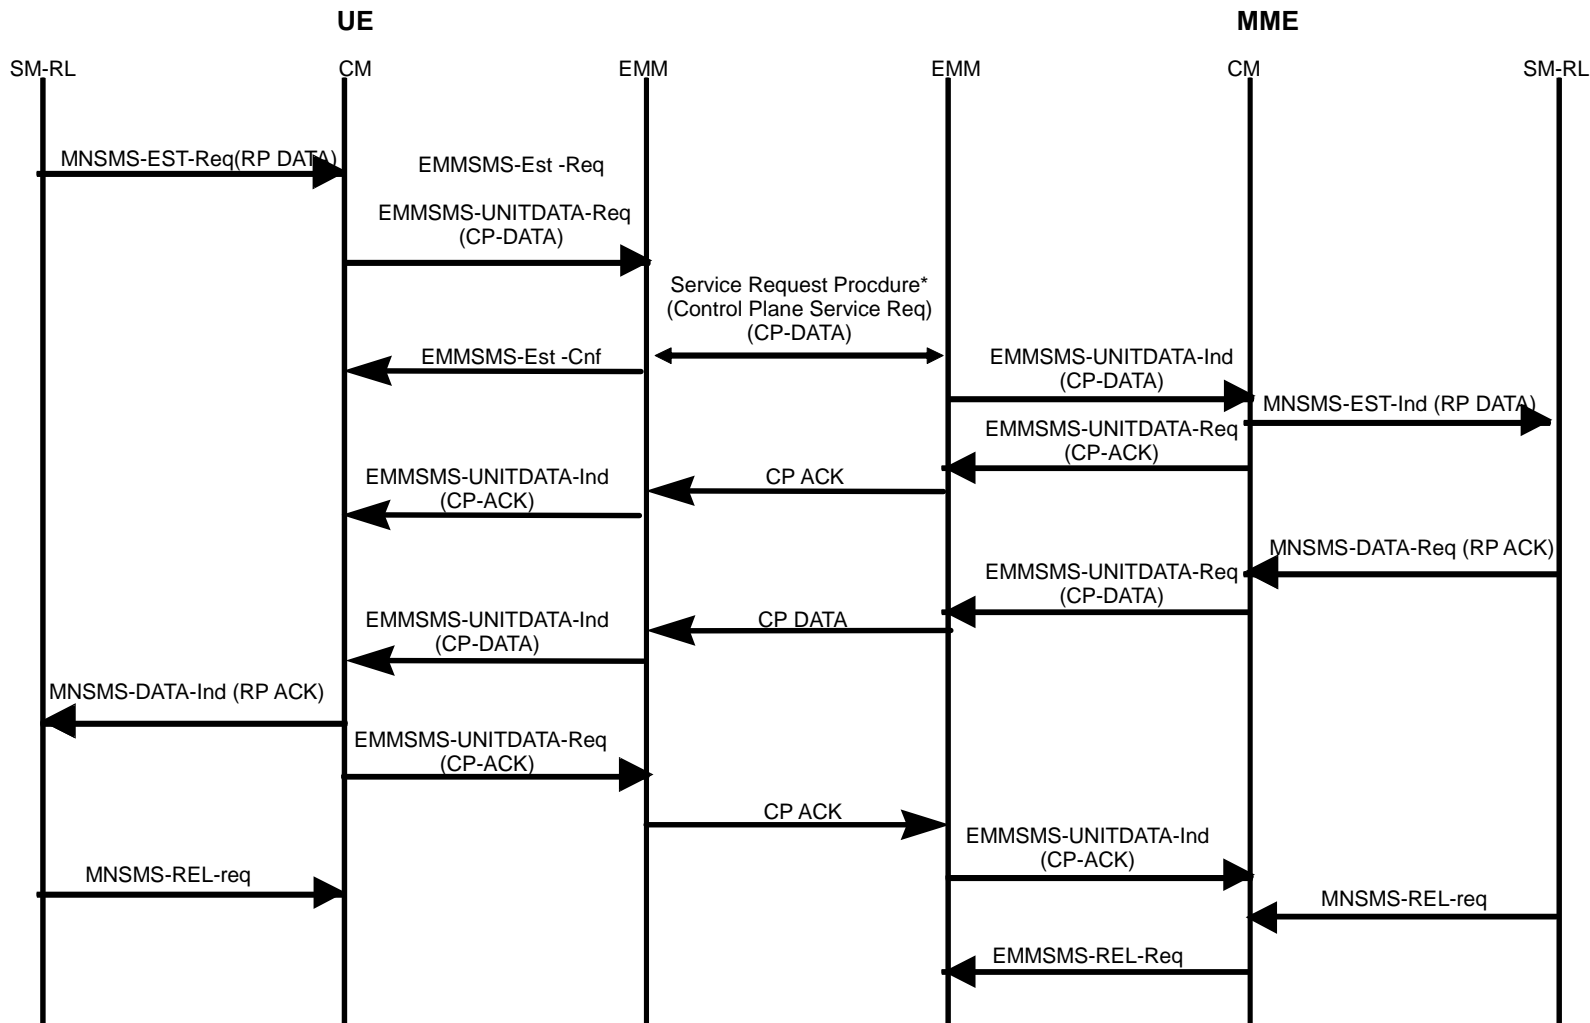 UE
MME
SM-RL
CM
EMM
EMM
CM
SM-RL
MNSMS-EST-Req(RP DATA)
EMMSMS-Est -Req
EMMSMS-UNITDATA-Req
(CP-DATA)
Service Request Procdure*
(Control Plane Service Req)
(CP-DATA)
EMMSMS-Est -Cnf
EMMSMS-UNITDATA-Ind
(CP-DATA)
MNSMS-EST-Ind (RP DATA)
EMMSMS-UNITDATA-Req
(CP-ACK)
CP ACK
EMMSMS-UNITDATA-Ind
(CP-ACK)
MNSMS-DATA-Req (RP ACK)
EMMSMS-UNITDATA-Req
(CP-DATA)
CP DATA
EMMSMS-UNITDATA-Ind
(CP-DATA)
MNSMS-DATA-Ind (RP ACK)
EMMSMS-UNITDATA-Req
(CP-ACK)
CP ACK
EMMSMS-UNITDATA-Ind
(CP-ACK)
MNSMS-REL-req
MNSMS-REL-req
EMMSMS-REL-Req